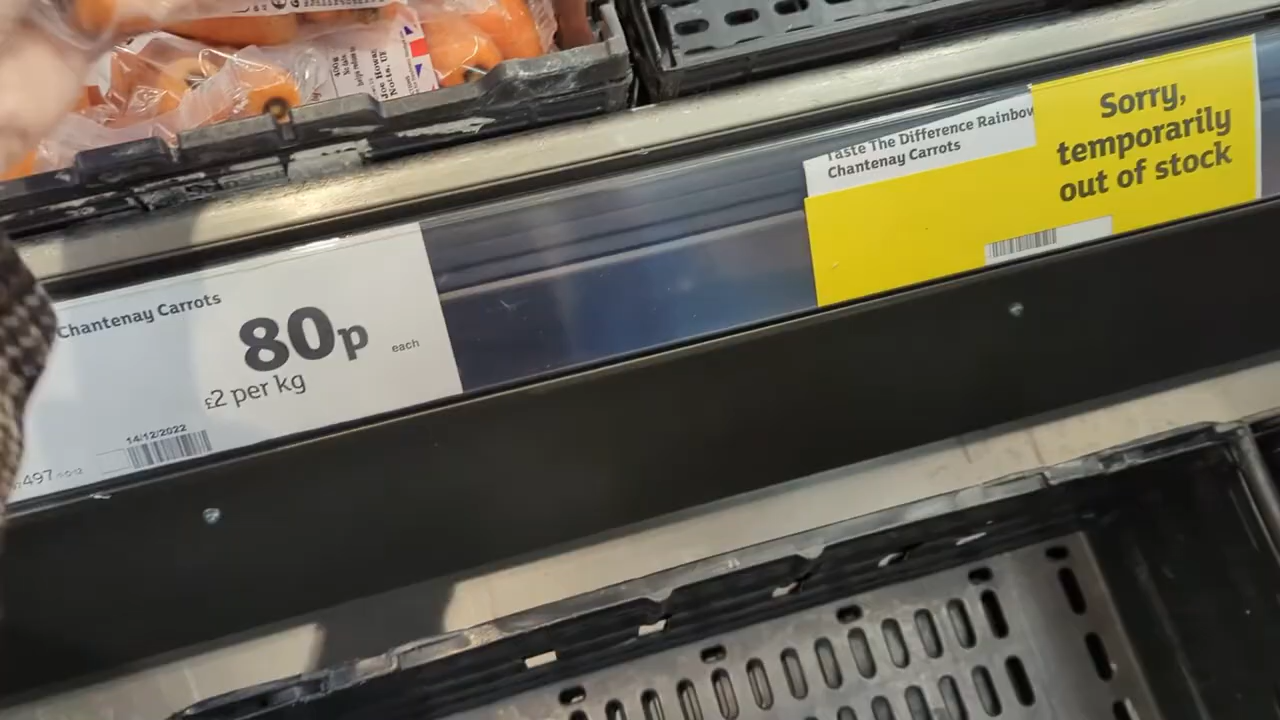 Chantenay Carrots
80p
each
£2 per kg
14/12/2022
497
Taste The Difference Rainbow
Chantenay Carrots
Sorry,
temporarily
out of stock